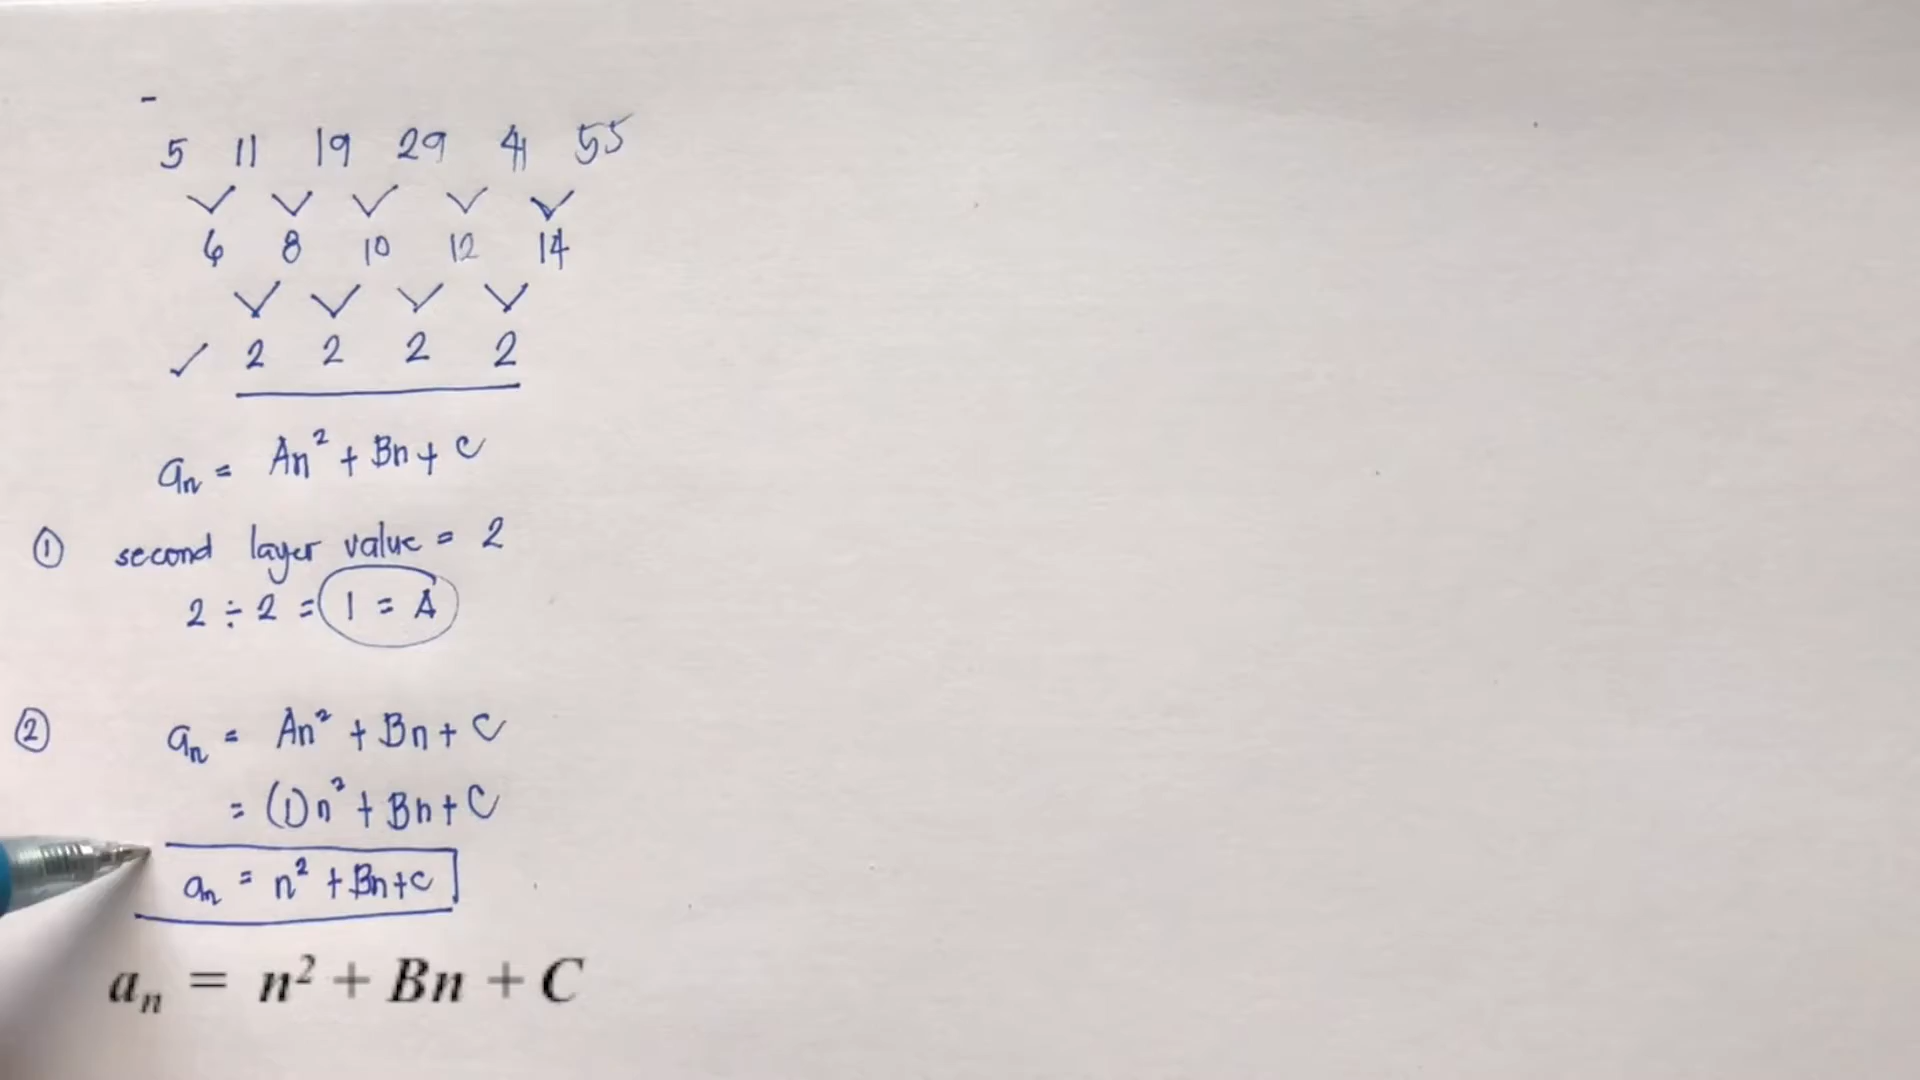 5 11 19 29 41 55
6 8 10 12 14
2 2 2 2
aₙ = An² + Bn + C
① second layer value = 2
2 ÷ 2 = 1 = A
② aₙ = An² + Bn + C
= (1)n² + Bn + C
aₙ = n² + Bn + C
aₙ = n² + Bn + C